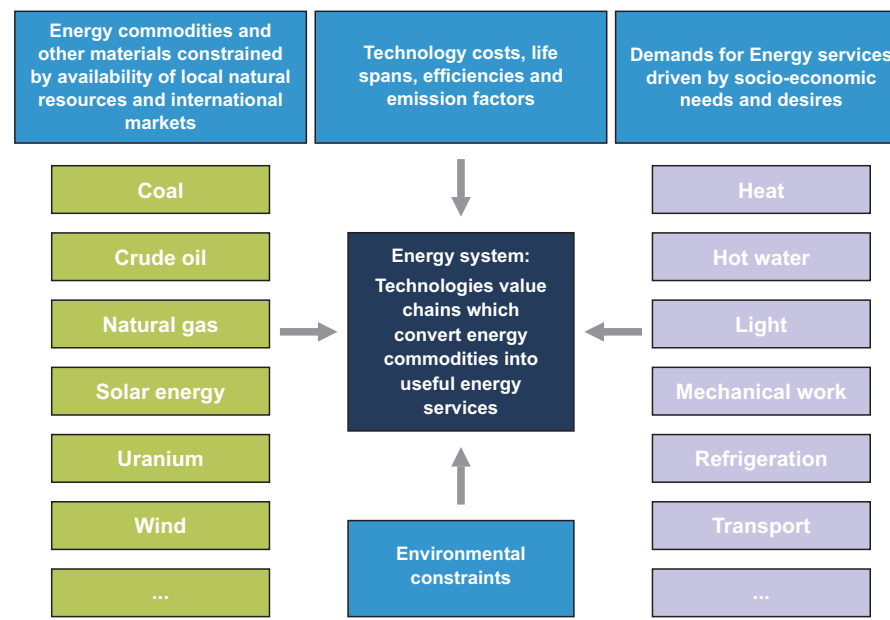 Energy commodities and
other materials constrained
by availability of local natural
resources and international
markets
Technology costs, life
spans, efficiencies and
emission factors
Demands for Energy services
driven by socio-economic
needs and desires
Coal
Crude oil
Natural gas
Solar energy
Uranium
Wind
...
Energy system:
Technologies value
chains which
convert energy
commodities into
useful energy
services
Environmental
constraints
Heat
Hot water
Light
Mechanical work
Refrigeration
Transport
...